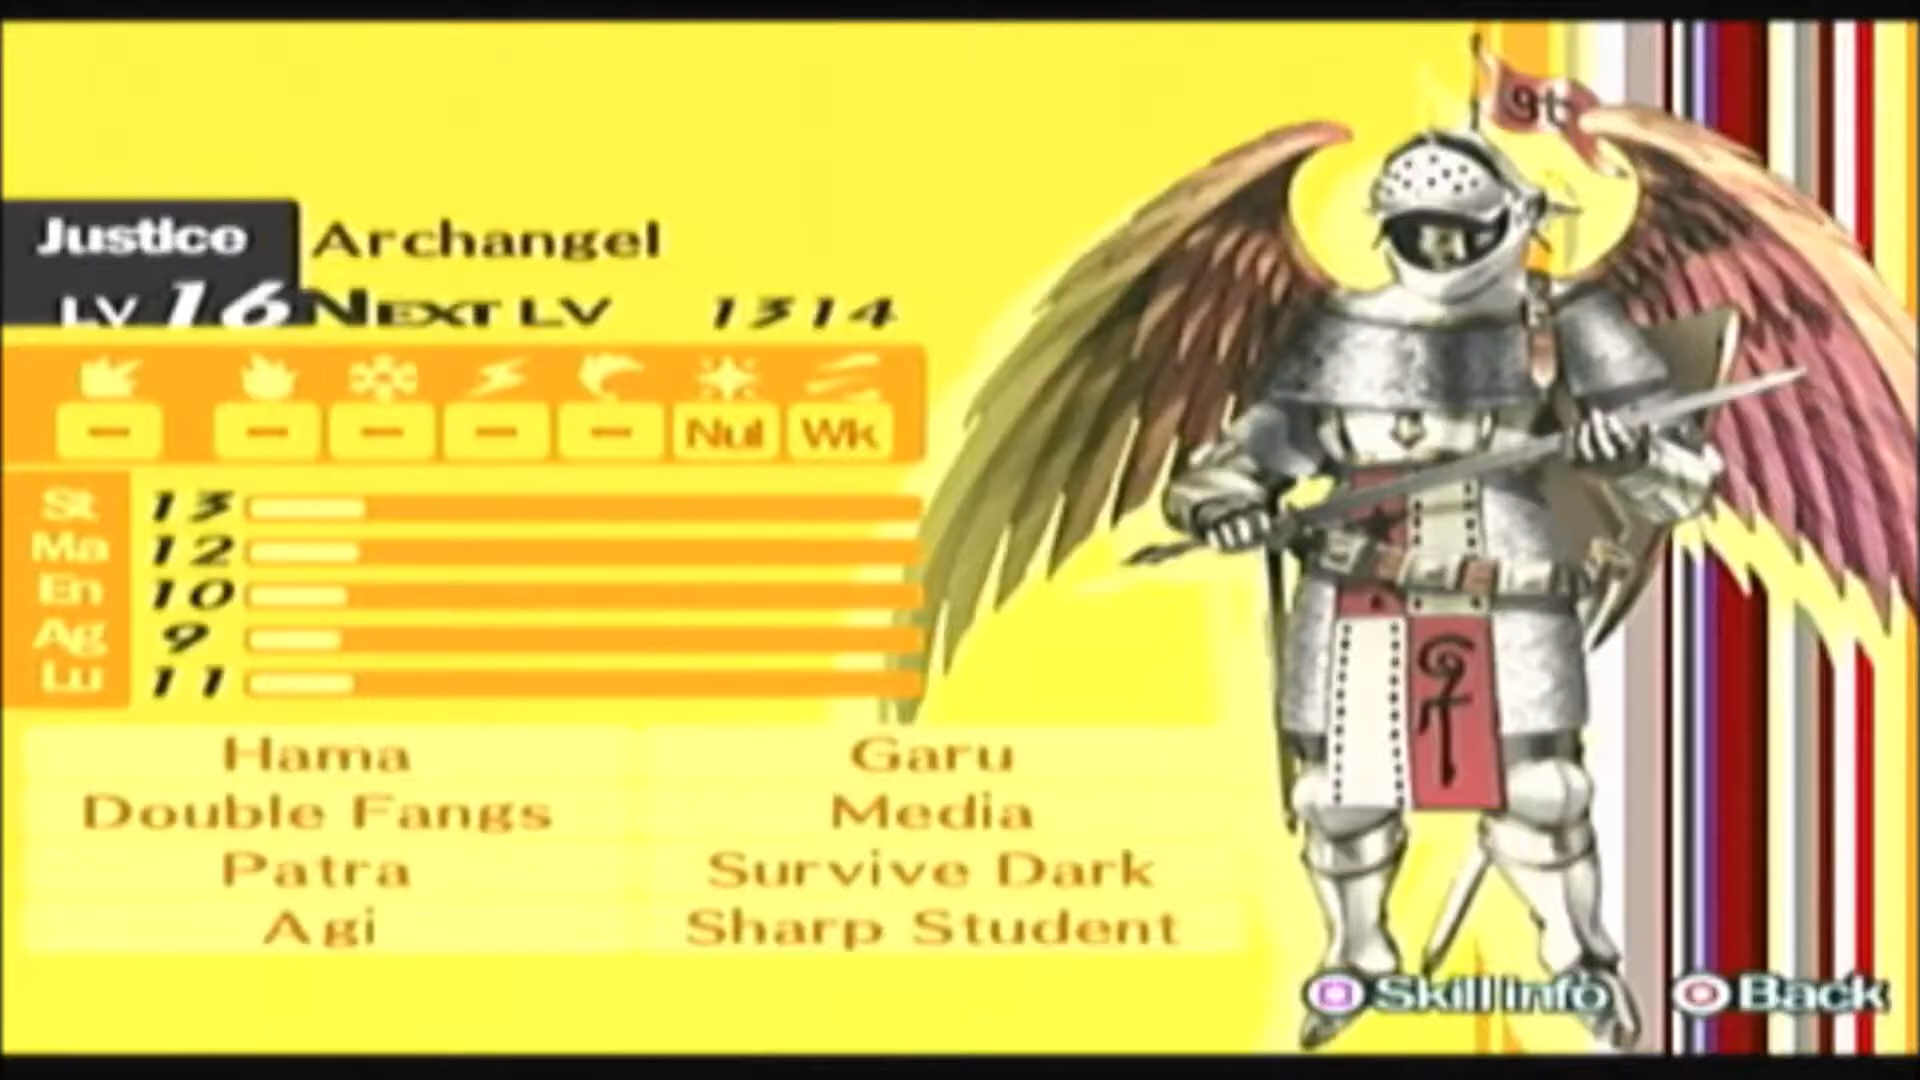 Justice Archangel
LV 16 NEXT LV 1314
- - - - - Nul Wk
St 13
Ma 12
En 10
Ag 9
Lu 11
Hama Garu
Double Fangs Media
Patra Survive Dark
Agi Sharp Student
Skill Info Back